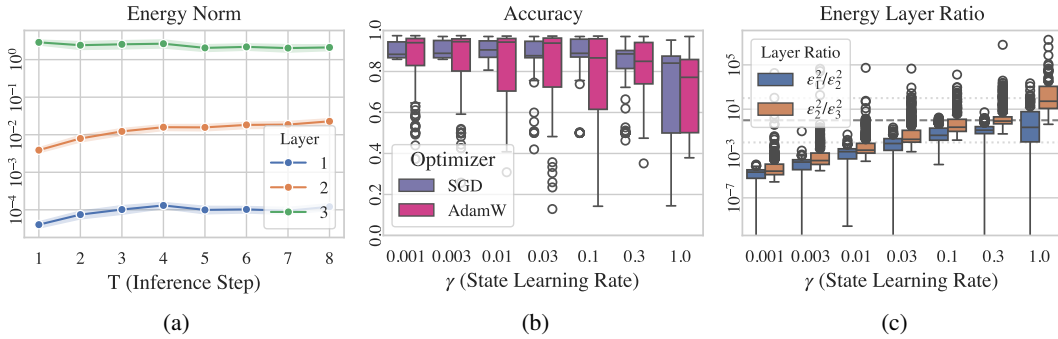 Energy Norm
10^0
10^-1
10^-2
10^-3
10^-4
Layer
1
2
3
1 2 3 4 5 6 7 8
T (Inference Step)
(a)
Accuracy
1.0
0.8
0.6
0.4
0.2
0.0
Optimizer
SGD
AdamW
0.001 0.003 0.01 0.03 0.1 0.3 1.0
γ (State Learning Rate)
(b)
Energy Layer Ratio
10^5
10^1
10^-3
10^-7
Layer Ratio
ε_1^2/ε_2^2
ε_2^2/ε_3^2
0.001 0.003 0.01 0.03 0.1 0.3 1.0
γ (State Learning Rate)
(c)